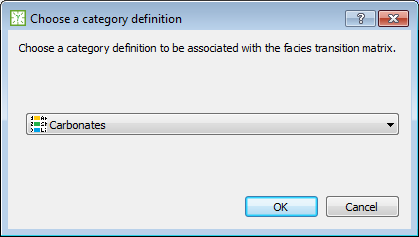 Choose a category definition
Choose a category definition to be associated with the facies transition matrix.
Carbonates
OK
Cancel